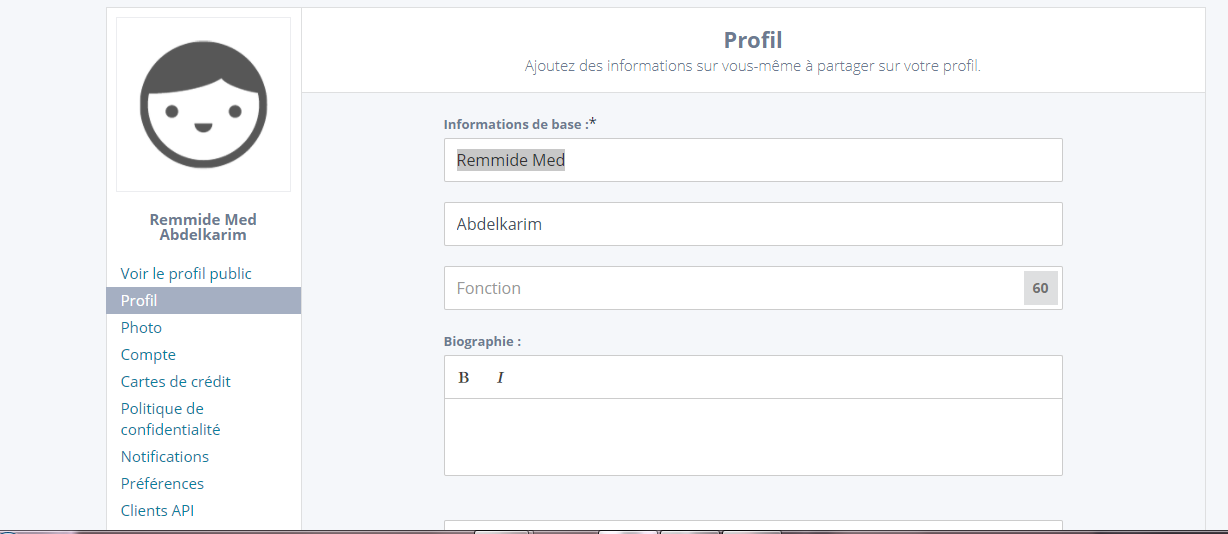 Profil
Ajoutez des informations sur vous-même à partager sur votre profil.
Remmide Med
Abdelkarim
Voir le profil public
Profil
Photo
Compte
Cartes de crédit
Politique de
confidentialité
Notifications
Préférences
Clients API
Informations de base :*
Remmide Med
Abdelkarim
Fonction 60
Biographie :
B I